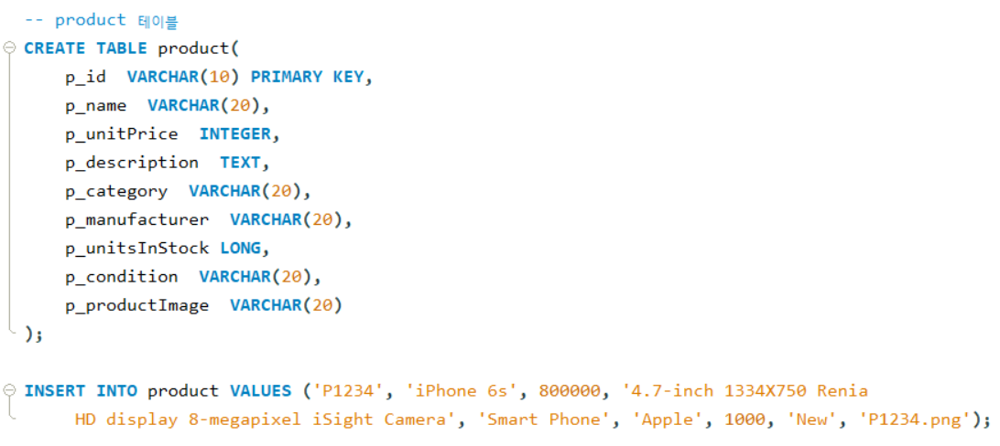 -- product 테이블
CREATE TABLE product(
p_id VARCHAR(10) PRIMARY KEY,
p_name VARCHAR(20),
p_unitPrice INTEGER,
p_description TEXT,
p_category VARCHAR(20),
p_manufacturer VARCHAR(20),
p_unitsInStock LONG,
p_condition VARCHAR(20),
p_productImage VARCHAR(20)
);
INSERT INTO product VALUES ('P1234', 'iPhone 6s', 800000, '4.7-inch 1334X750 Renia
HD display 8-megapixel iSight Camera', 'Smart Phone', 'Apple', 1000, 'New', 'P1234.png');